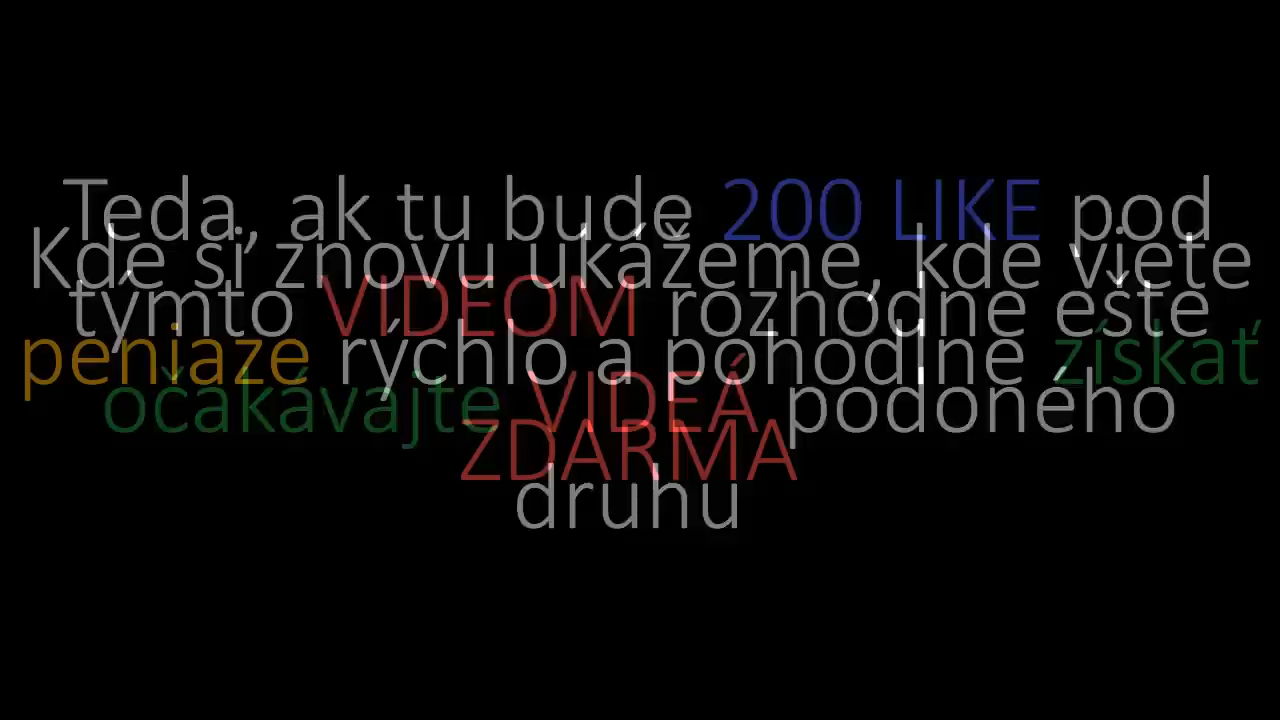 Teda, ak tu bude 200 LIKE pod
Kde si znovu ukážeme, kde viete
týmto VIDEOM rozhodne ešte
peniaze rýchlo a pohodlne získať
očakávajte VIDEÁ podoného
ZDARMA
druhu